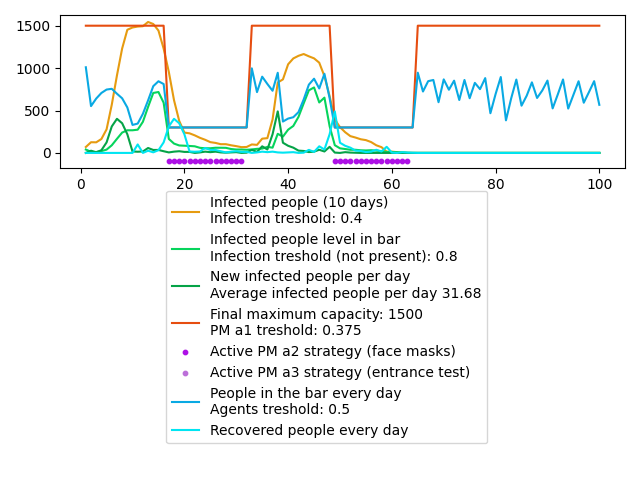 1500
1000
500
0
0
20
40
60
80
100
Infected people (10 days)
Infection treshold: 0.4
Infected people level in bar
Infection treshold (not present): 0.8
New infected people per day
Average infected people per day 31.68
Final maximum capacity: 1500
PM a1 treshold: 0.375
Active PM a2 strategy (face masks)
Active PM a3 strategy (entrance test)
People in the bar every day
Agents treshold: 0.5
Recovered people every day